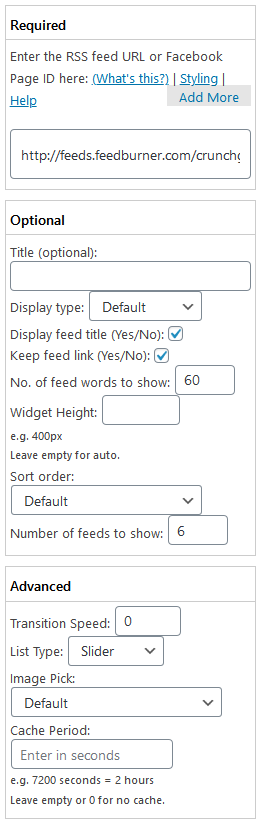 Required
Enter the RSS feed URL or Facebook
Page ID here: (What's this?) | Styling |
Help
Add More
http://feeds.feedburner.com/crunchg
Optional
Title (optional):
Display type: Default
Display feed title (Yes/No):
Keep feed link (Yes/No):
No. of feed words to show: 60
Widget Height:
e.g. 400px
Leave empty for auto.
Sort order:
Default
Number of feeds to show: 6
Advanced
Transition Speed: 0
List Type: Slider
Image Pick:
Default
Cache Period:
Enter in seconds
e.g. 7200 seconds = 2 hours
Leave empty or 0 for no cache.